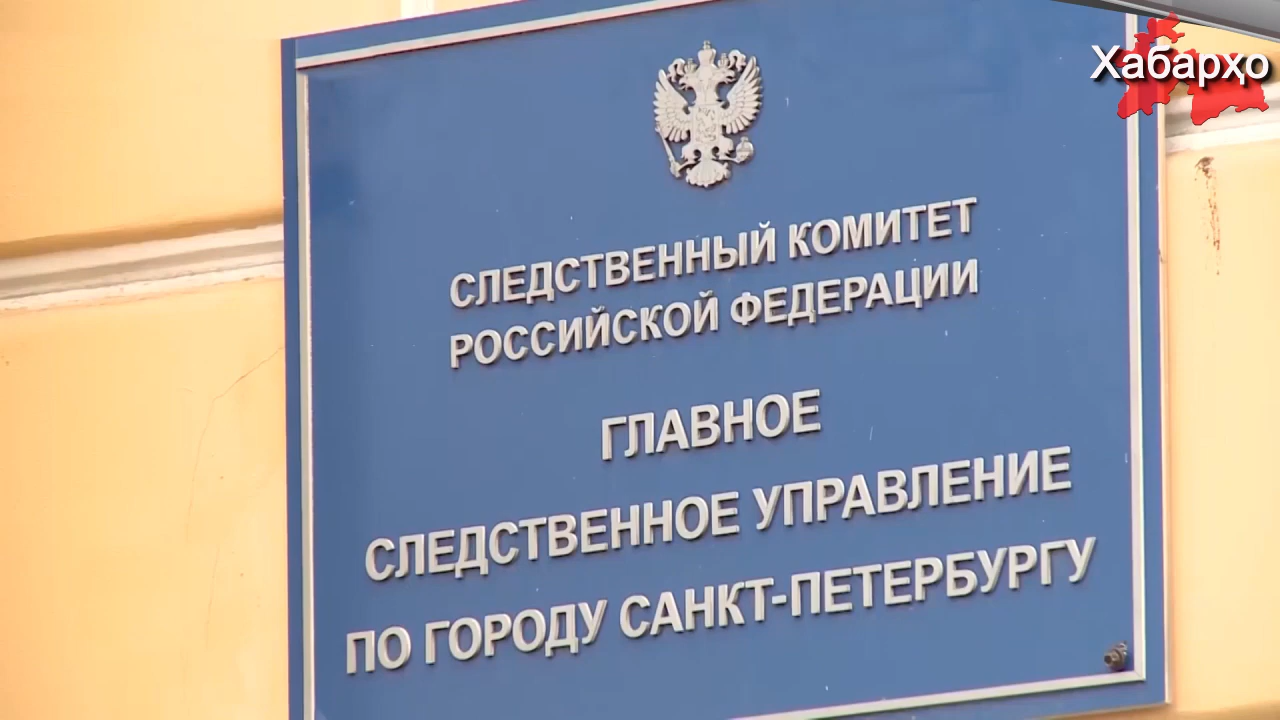 Хабарҳо
СЛЕДСТВЕННЫЙ КОМИТЕТ
РОССИЙСКОЙ ФЕДЕРАЦИИ
ГЛАВНОЕ
СЛЕДСТВЕННОЕ УПРАВЛЕНИЕ
ПО ГОРОДУ САНКТ-ПЕТЕРБУРГУ